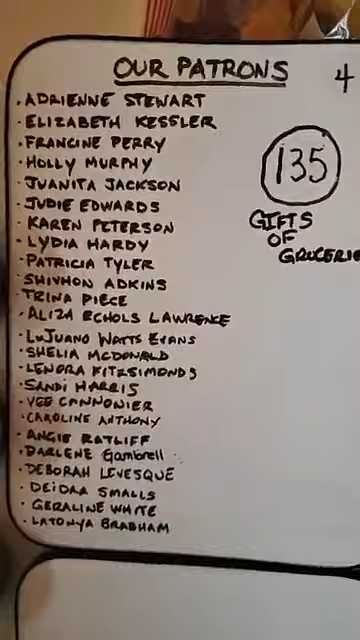 OUR PATRONS
4
· ADRIENNE STEWART
· ELIZABETH KESSLER
· FRANCINE PERRY
· HOLLY MURPHY
· JUANITA JACKSON
· JUDIE EDWARDS
· KAREN PETERSON
· LYDIA HARDY
· PATRICIA TYLER
· SHIVHON ADKINS
· TRINA PIECE
· ALIZA ECHOLS LAWRENCE
· LuJUANO WATTS EVANS
· SHELIA MCDONALD
· LENORA FITZSIMONDS
· SANDI HARRIS
· VEE CANNONIER
· CAROLINE ANTHONY
· ANGIE RATLIFF
· DARLENE Gambrell
· DEBORAH LEVESQUE
· DEIDRA SMALLS
· GERALINE WHITE
· LATONYA BRABHAM
135
GIFTS
OF
GROCERIE